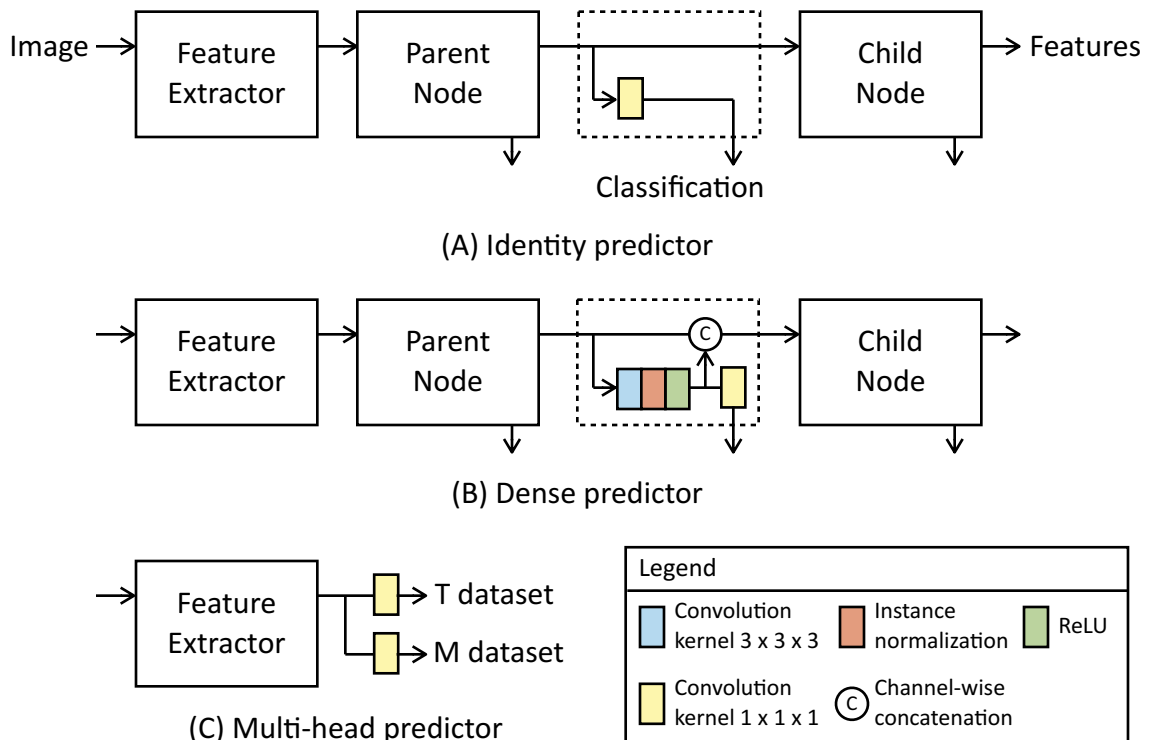 Image
Feature
Extractor
Parent
Node
Child
Node
Features
Classification
(A) Identity predictor
Feature
Extractor
Parent
Node
C
Child
Node
(B) Dense predictor
Feature
Extractor
T dataset
M dataset
(C) Multi-head predictor
Legend
Convolution
kernel 3 x 3 x 3
Instance
normalization
ReLU
Convolution
kernel 1 x 1 x 1
C
Channel-wise
concatenation